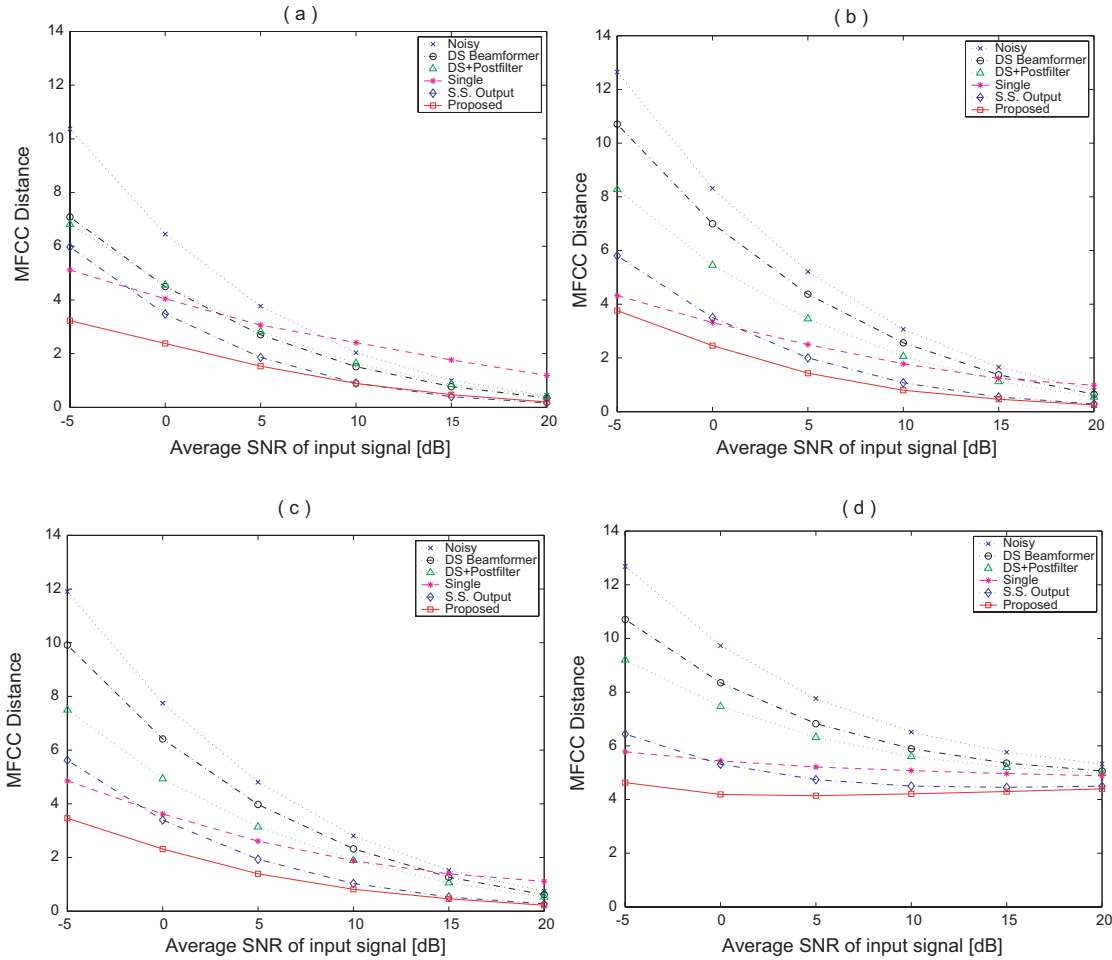 ( a )
14
12
10
8
6
4
2
0
-5
0
5
10
15
20
MFCC Distance
Average SNR of input signal [dB]
Noisy
DS Beamformer
DS+Postfilter
Single
S.S. Output
Proposed
( b )
14
12
10
8
6
4
2
0
-5
0
5
10
15
20
MFCC Distance
Average SNR of input signal [dB]
Noisy
DS Beamformer
DS+Postfilter
Single
S.S. Output
Proposed
( c )
14
12
10
8
6
4
2
0
-5
0
5
10
15
20
MFCC Distance
Average SNR of input signal [dB]
Noisy
DS Beamformer
DS+Postfilter
Single
S.S. Output
Proposed
( d )
14
12
10
8
6
4
2
0
-5
0
5
10
15
20
MFCC Distance
Average SNR of input signal [dB]
Noisy
DS Beamformer
DS+Postfilter
Single
S.S. Output
Proposed